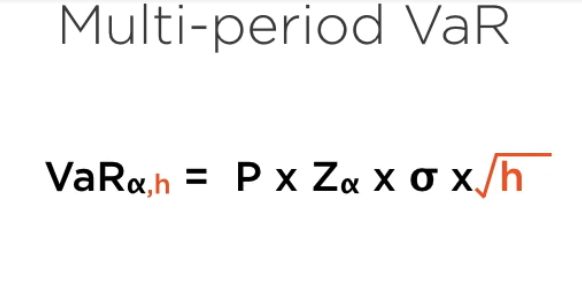 Multi-period VaR
VaRα,h = P x Zα x σ x √h